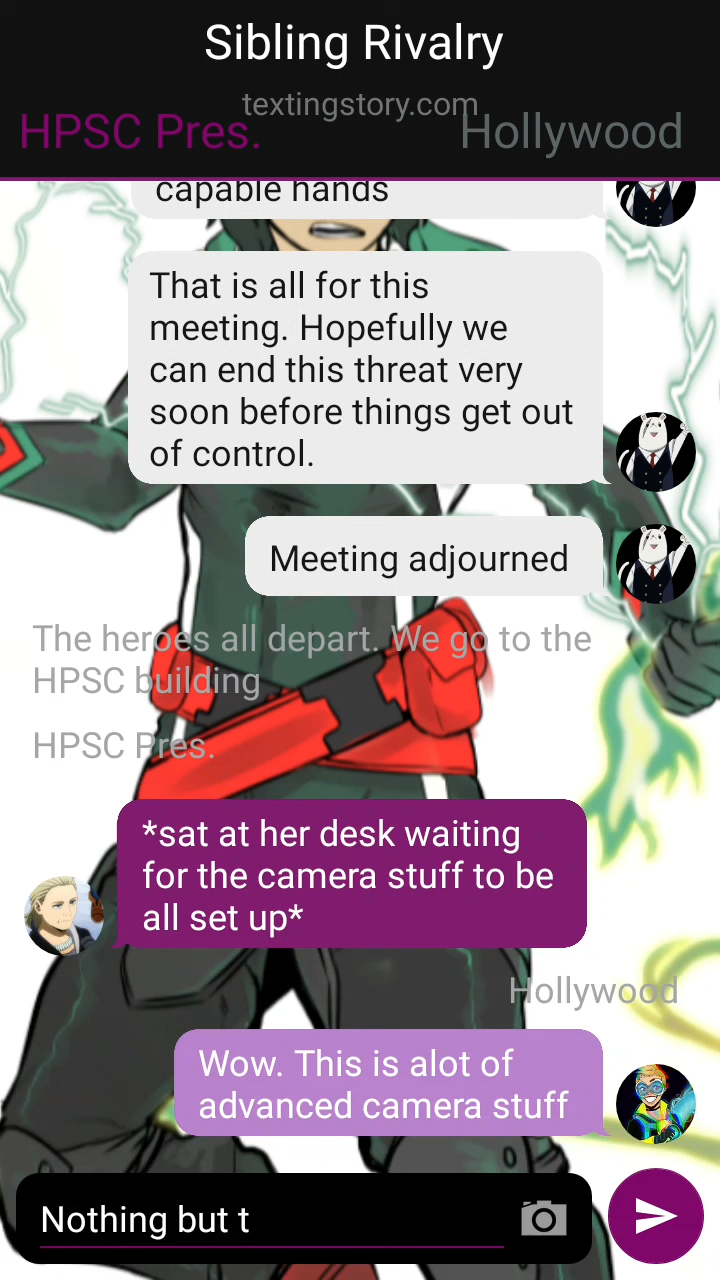 Sibling Rivalry
textingstory.com
HPSC Pres.
Hollywood
capable hands
That is all for this
meeting. Hopefully we
can end this threat very
soon before things get out
of control.
Meeting adjourned
The heroes all depart. We go to the
HPSC building
HPSC Pres.
*sat at her desk waiting
for the camera stuff to be
all set up*
Hollywood
Wow. This is alot of
advanced camera stuff
Nothing but t